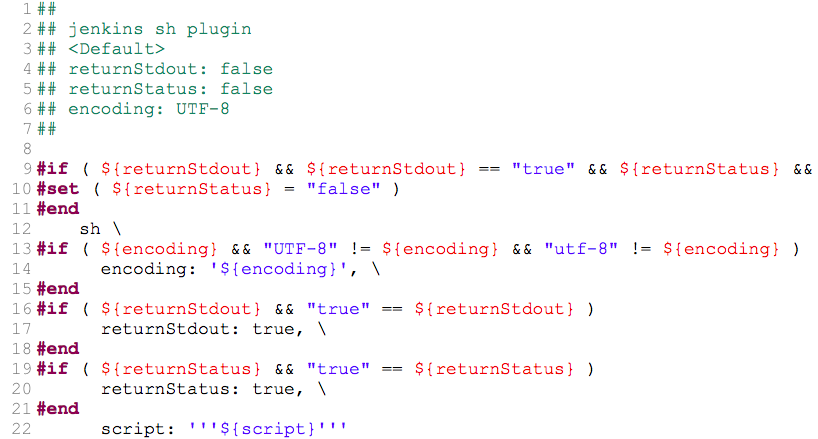 1 ##
2 ## jenkins sh plugin
3 ## <Default>
4 ## returnStdout: false
5 ## returnStatus: false
6 ## encoding: UTF-8
7 ##
8
9 #if ( ${returnStdout} && ${returnStdout} == "true" && ${returnStatus} &&
10 #set ( ${returnStatus} = "false" )
11 #end
12     sh \
13 #if ( ${encoding} && "UTF-8" != ${encoding} && "utf-8" != ${encoding} )
14       encoding: '${encoding}', \
15 #end
16 #if ( ${returnStdout} && "true" == ${returnStdout} )
17       returnStdout: true, \
18 #end
19 #if ( ${returnStatus} && "true" == ${returnStatus} )
20       returnStatus: true, \
21 #end
22       script: '''${script}'''